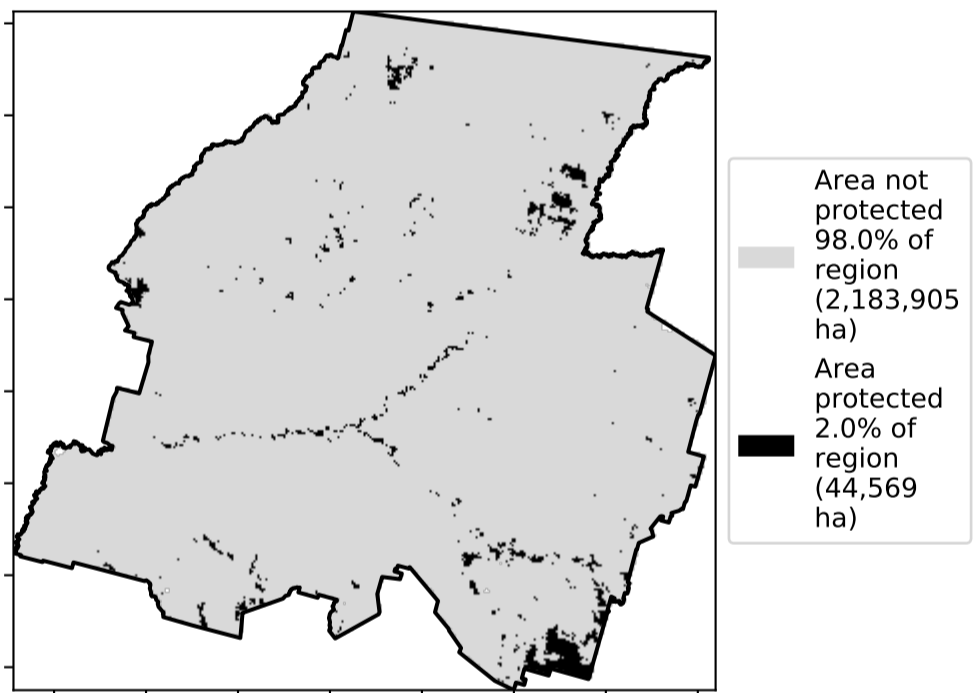 Area not
protected
98.0% of
region
(2,183,905
ha)
Area
protected
2.0% of
region
(44,569
ha)